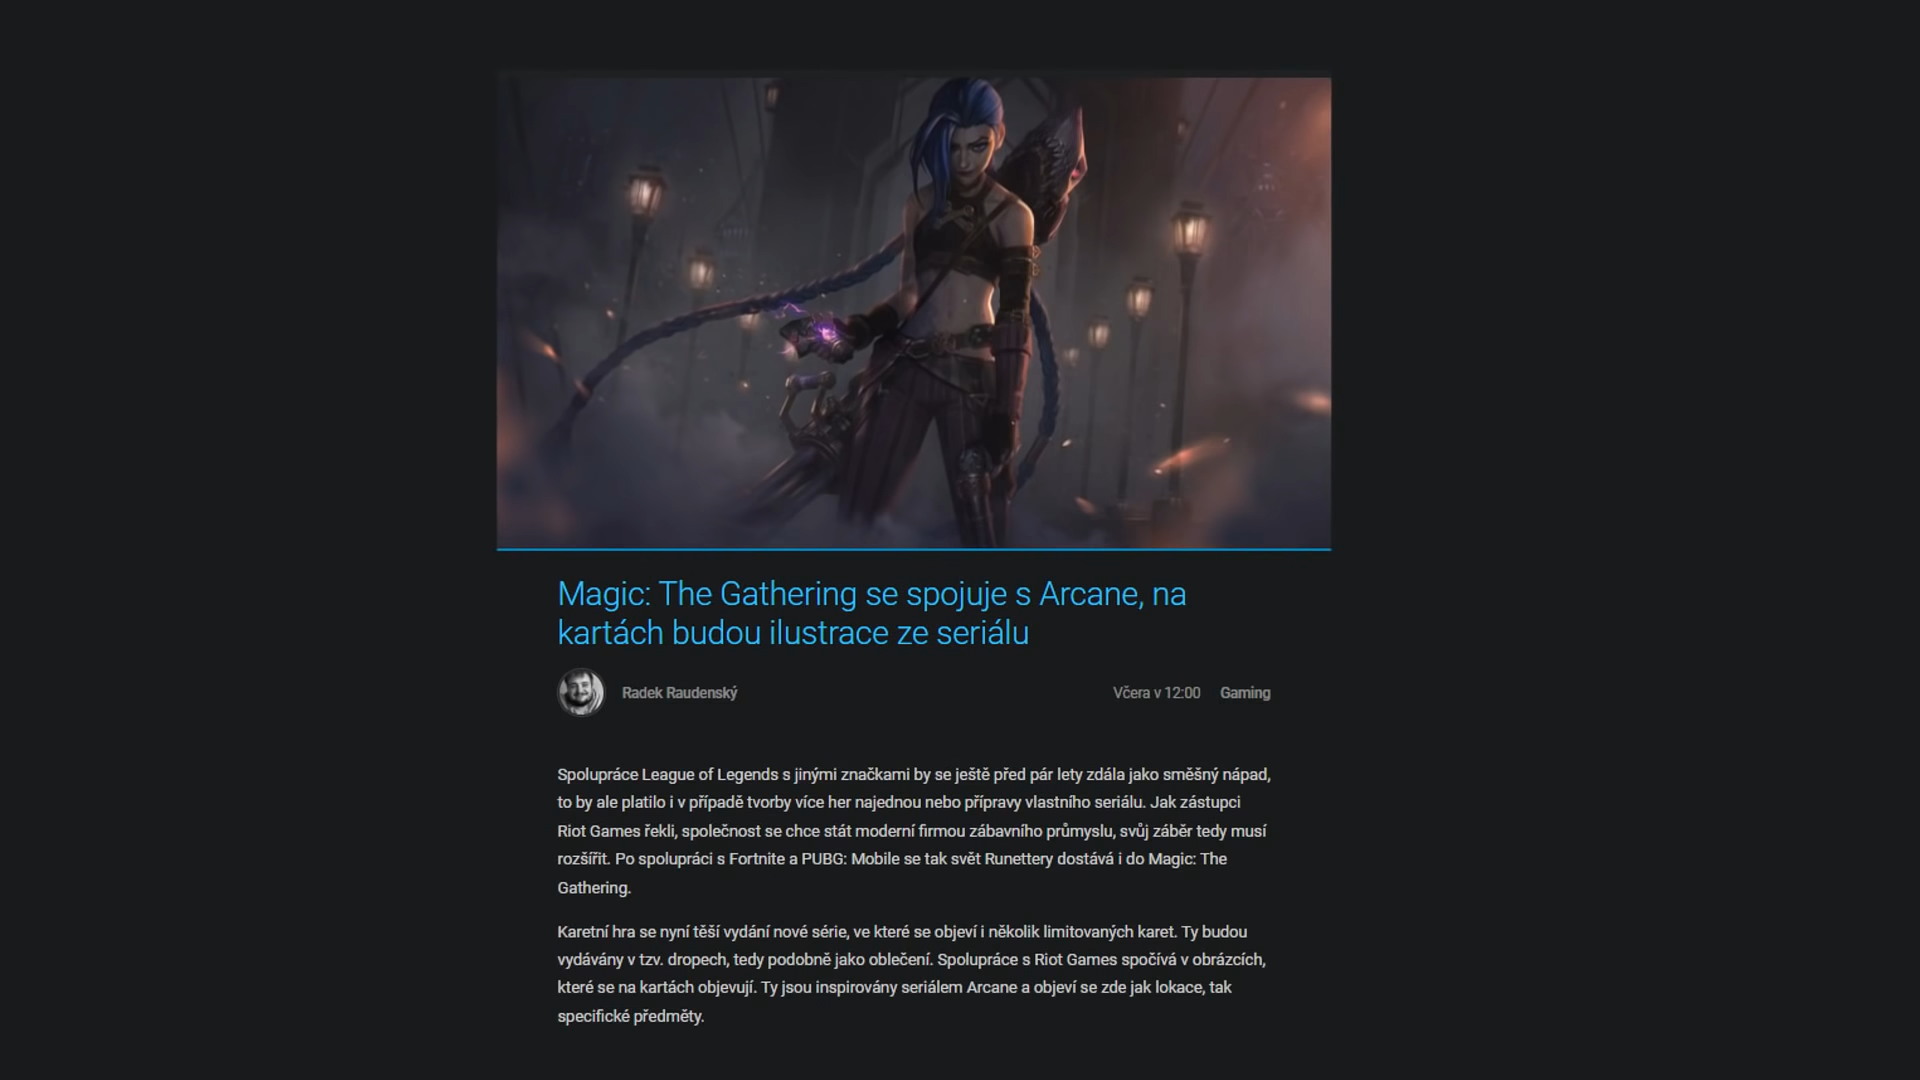 Magic: The Gathering se spojuje s Arcane, na
kartách budou ilustrace ze seriálu
Radek Raudenský
Včera v 12:00 Gaming
Spolupráce League of Legends s jinými značkami by se ještě před pár lety zdála jako směšný nápad,
to by ale platilo i v případě tvorby více her najednou nebo přípravy vlastního seriálu. Jak zástupci
Riot Games řekli, společnost se chce stát moderní firmou zábavního průmyslu, svůj záběr tedy musí
rozšířit. Po spolupráci s Fortnite a PUBG: Mobile se tak svět Runettery dostává i do Magic: The
Gathering.
Karetní hra se nyní těší vydání nové série, ve které se objeví i několik limitovaných karet. Ty budou
vydávány v tzv. dropech, tedy podobně jako oblečení. Spolupráce s Riot Games spočívá v obrázcích,
které se na kartách objevují. Ty jsou inspirovány seriálem Arcane a objeví se zde jak lokace, tak
specifické předměty.